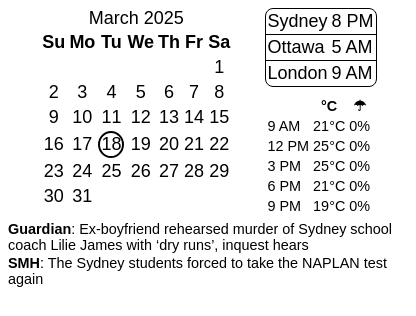 March 2025
Su Mo Tu We Th Fr Sa
1
2 3 4 5 6 7 8
9 10 11 12 13 14 15
16 17 18 19 20 21 22
23 24 25 26 27 28 29
30 31
Sydney 8 PM
Ottawa 5 AM
London 9 AM
°C ☂
9 AM 21°C 0%
12 PM 25°C 0%
3 PM 25°C 0%
6 PM 21°C 0%
9 PM 19°C 0%
Guardian: Ex-boyfriend rehearsed murder of Sydney school
coach Lilie James with ‘dry runs’, inquest hears
SMH: The Sydney students forced to take the NAPLAN test
again